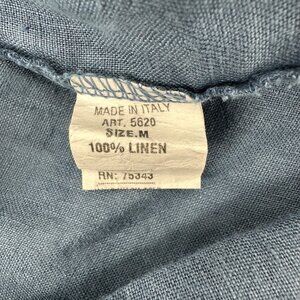 MADE IN ITALY
ART. 5620
SIZE.M
100% LINEN
RN: 75343